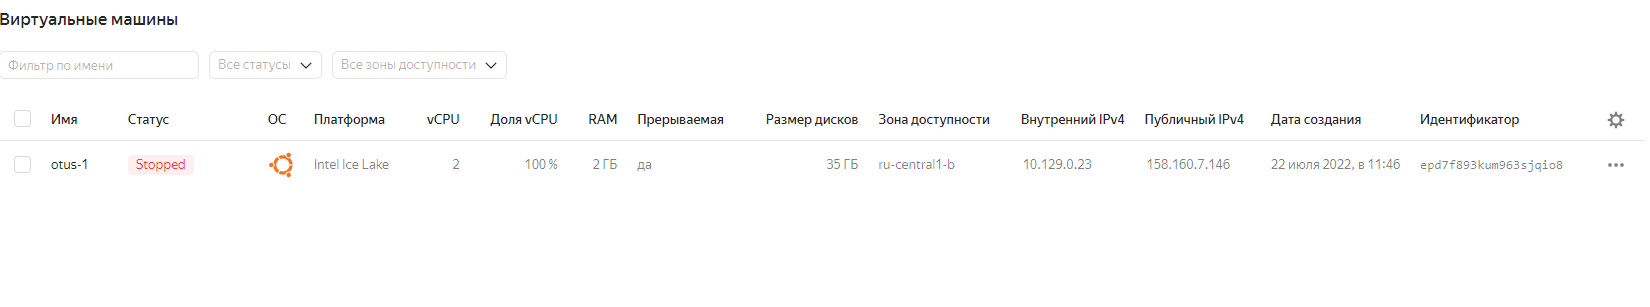 Виртуальные машины
Фильтр по имени Все статусы Все зоны доступности
Имя Статус ОС Платформа vCPU Доля vCPU RAM Прерываемая Размер дисков Зона доступности Внутренний IPv4 Публичный IPv4 Дата создания Идентификатор
otus-1 Stopped Intel Ice Lake 2 100 % 2 ГБ да 35 ГБ ru-central1-b 10.129.0.23 158.160.7.146 22 июля 2022, в 11:46 epd7f893kum963sjqio8